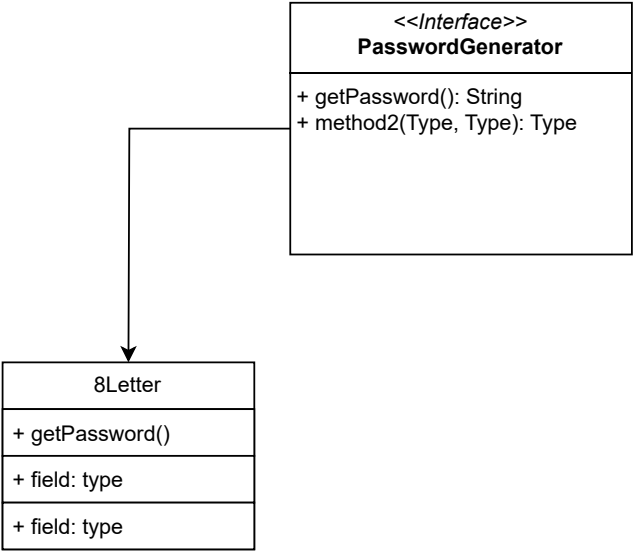 <<Interface>>
PasswordGenerator
+ getPassword(): String
+ method2(Type, Type): Type
8Letter
+ getPassword()
+ field: type
+ field: type